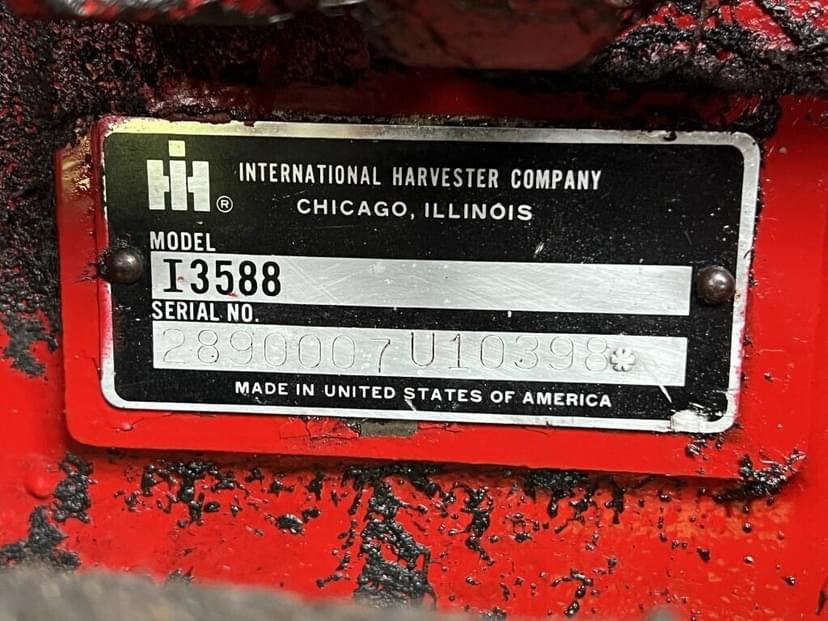 IH ® INTERNATIONAL HARVESTER COMPANY
CHICAGO, ILLINOIS
MODEL
I3588
SERIAL NO.
2890007U10398*
MADE IN UNITED STATES OF AMERICA